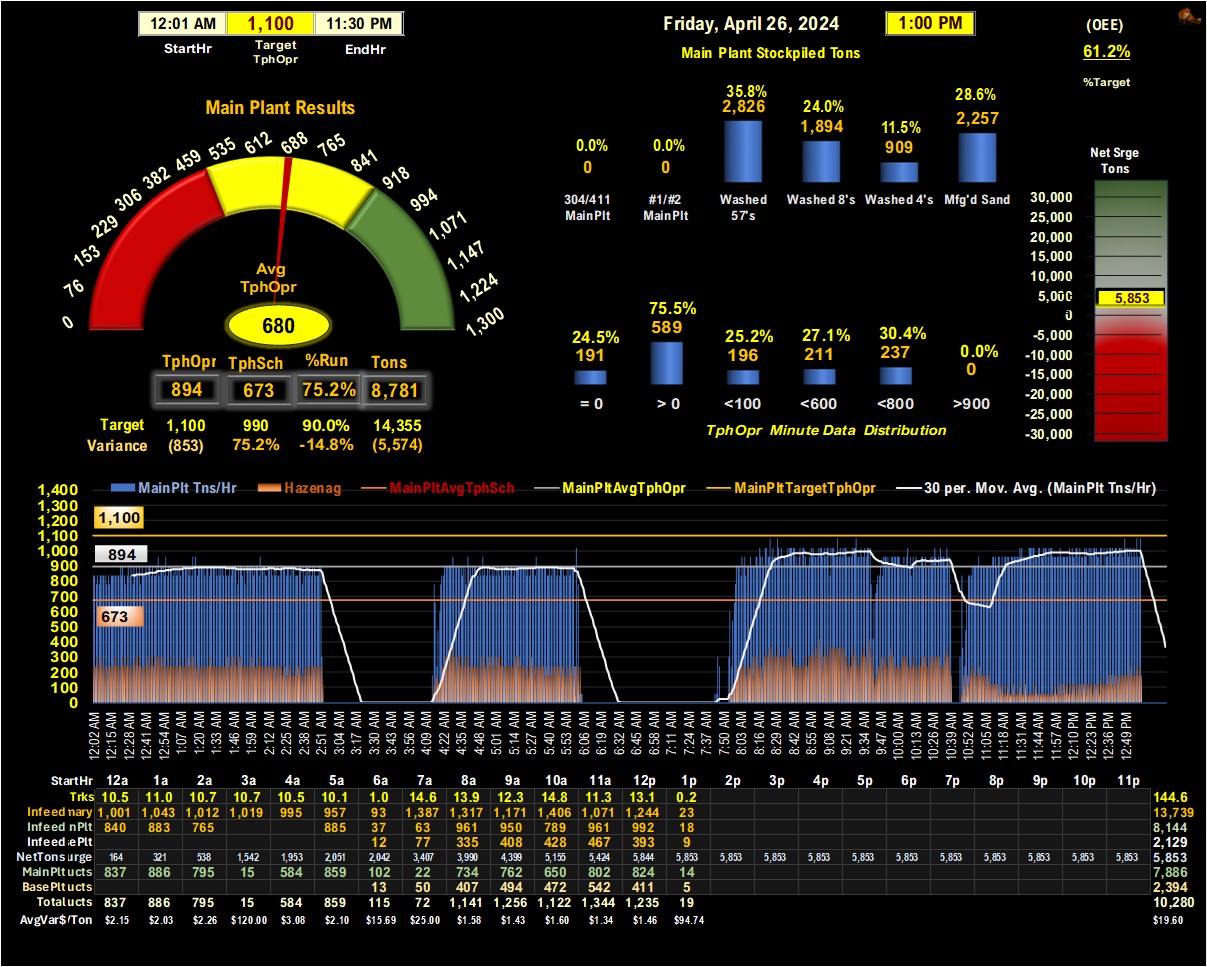 12:01 AM 1,100 11:30 PM
StartHr Target TphOpr EndHr
Friday, April 26, 2024 1:00 PM
Main Plant Stockpiled Tons
(OEE)
61.2%
%Target
Main Plant Results
0 76 153 229 306 382 459 535 612 688 765 841 918 994 1,071 1,147 1,224 1,300
Avg
TphOpr
680
TphOpr TphSch %Run Tons
894 673 75.2% 8,781
Target 1,100 990 90.0% 14,355
Variance (853) 75.2% -14.8% (5,574)
0.0% 0.0% 35.8% 24.0% 11.5% 28.6%
0 0 2,826 1,894 909 2,257
304/411 MainPlt #1/#2 MainPlt Washed 57's Washed 8's Washed 4's Mfg'd Sand
24.5% 75.5% 25.2% 27.1% 30.4% 0.0%
191 589 196 211 237 0
= 0 > 0 <100 <600 <800 >900
TphOpr Minute Data Distribution
Net Srge
Tons
30,000
25,000
20,000
15,000
10,000
5,000
0
-5,000
-10,000
-15,000
-20,000
-25,000
-30,000
5,853
MainPlt Tns/Hr Hazenag MainPltAvgTphSch MainPltAvgTphOpr MainPltTargetTphOpr 30 per. Mov. Avg. (MainPlt Tns/Hr)
1,400
1,300
1,200
1,100
1,000
900
800
700
600
500
400
300
200
100
0
1,100
894
673
12:02 AM 12:15 AM 12:28 AM 12:41 AM 12:54 AM 1:07 AM 1:20 AM 1:33 AM 1:46 AM 1:59 AM 2:12 AM 2:25 AM 2:38 AM 2:51 AM 3:04 AM 3:17 AM 3:30 AM 3:43 AM 3:56 AM 4:09 AM 4:22 AM 4:35 AM 4:48 AM 5:01 AM 5:14 AM 5:27 AM 5:40 AM 5:53 AM 6:06 AM 6:19 AM 6:32 AM 6:45 AM 6:58 AM 7:11 AM 7:24 AM 7:37 AM 7:50 AM 8:03 AM 8:16 AM 8:29 AM 8:42 AM 8:55 AM 9:08 AM 9:21 AM 9:34 AM 9:47 AM 10:00 AM 10:13 AM 10:26 AM 10:39 AM 10:52 AM 11:05 AM 11:18 AM 11:31 AM 11:44 AM 11:57 AM 12:10 PM 12:23 PM 12:36 PM 12:49 PM
StartHr 12a 1a 2a 3a 4a 5a 6a 7a 8a 9a 10a 11a 12p 1p 2p 3p 4p 5p 6p 7p 8p 9p 10p 11p
Trks 10.5 11.0 10.7 10.7 10.5 10.1 1.0 14.6 13.9 12.3 14.8 11.3 13.1 0.2 144.6
Infeed mary 1,001 1,043 1,012 1,019 995 957 93 1,387 1,317 1,171 1,406 1,071 1,244 23 13,739
Infeed nPlt 840 883 765 885 37 63 961 950 789 961 992 18 8,144
Infeed ePlt 12 77 335 408 428 467 393 9 2,129
NetTons urge 164 321 538 1,542 1,953 2,051 2,042 3,407 3,990 4,399 5,155 5,424 5,844 5,853 5,853 5,853 5,853 5,853 5,853 5,853 5,853 5,853 5,853 5,853 5,853
MainPlt ucts 837 886 795 15 584 859 102 22 734 762 650 802 824 14 7,886
BasePlt ucts 13 50 407 494 472 542 411 5 2,394
Total ucts 837 886 795 15 584 859 115 72 1,141 1,256 1,122 1,344 1,235 19 10,280
AvgVar$/Ton $2.15 $2.03 $2.26 $120.00 $3.08 $2.10 $15.69 $25.00 $1.58 $1.43 $1.60 $1.34 $1.46 $94.74 $19.60